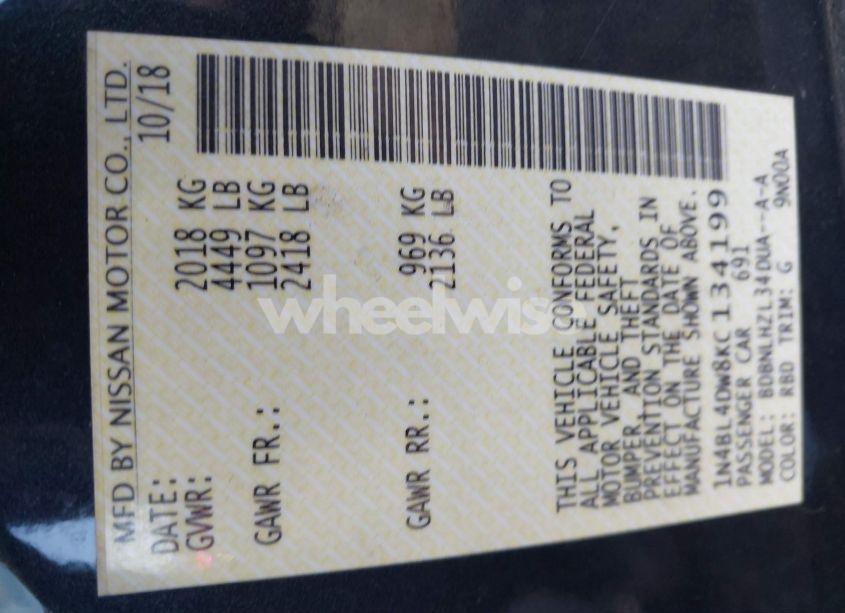 MFD BY NISSAN MOTOR CO., LTD.
DATE: 10/18
GVWR: 2018 KG
4449 LB
GAWR FR.: 1097 KG
2418 LB
GAWR RR.: 969 KG
2136 LB
THIS VEHICLE CONFORMS TO
ALL APPLICABLE FEDERAL
MOTOR VEHICLE SAFETY,
BUMPER, AND THEFT
PREVENTION STANDARDS IN
EFFECT ON THE DATE OF
MANUFACTURE SHOWN ABOVE.
1N4BL4DW8KC134199
PASSENGER CAR 691
MODEL: BDBNLHZL34DUA--A-A
COLOR: RBD TRIM: G 9N00A
wheelwise